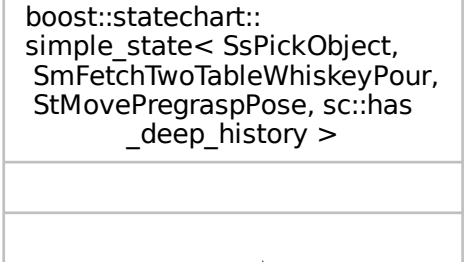 boost::statechart::
simple_state< SsPickObject,
SmFetchTwoTableWhiskeyPour,
StMovePregraspPose, sc::has
_deep_history >